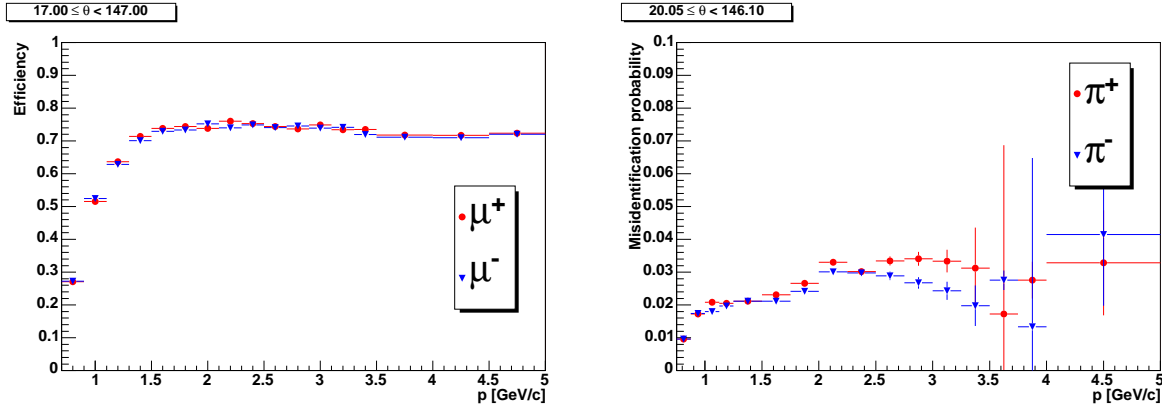 17.00 ≤ θ < 147.00
Efficiency
1
0.9
0.8
0.7
0.6
0.5
0.4
0.3
0.2
0.1
0
μ+
μ-
1 1.5 2 2.5 3 3.5 4 4.5 5
p [GeV/c]
20.05 ≤ θ < 146.10
Misidentification probability
0.1
0.09
0.08
0.07
0.06
0.05
0.04
0.03
0.02
0.01
0
π+
π-
1 1.5 2 2.5 3 3.5 4 4.5 5
p [GeV/c]